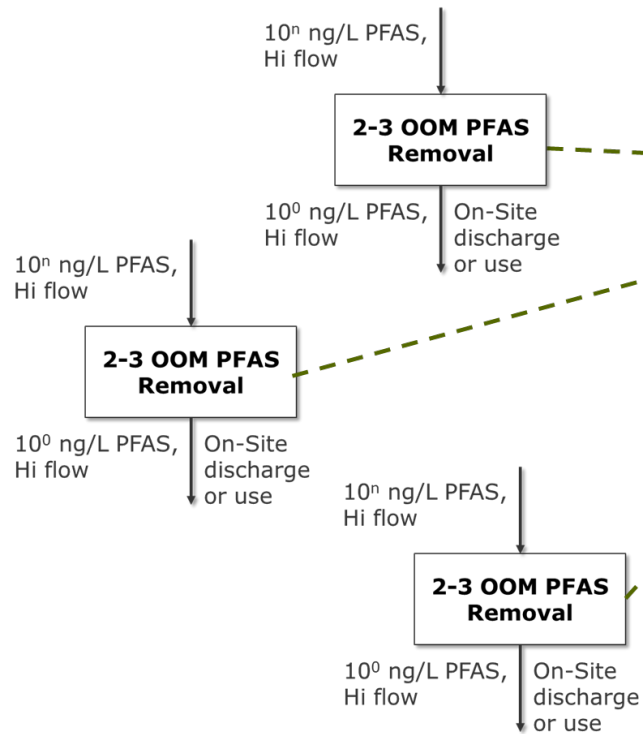 10ⁿ ng/L PFAS,
Hi flow
2-3 OOM PFAS
Removal
10⁰ ng/L PFAS,
Hi flow
On-Site
discharge
or use
10ⁿ ng/L PFAS,
Hi flow
2-3 OOM PFAS
Removal
10⁰ ng/L PFAS,
Hi flow
On-Site
discharge
or use
10ⁿ ng/L PFAS,
Hi flow
2-3 OOM PFAS
Removal
10⁰ ng/L PFAS,
Hi flow
On-Site
discharge
or use